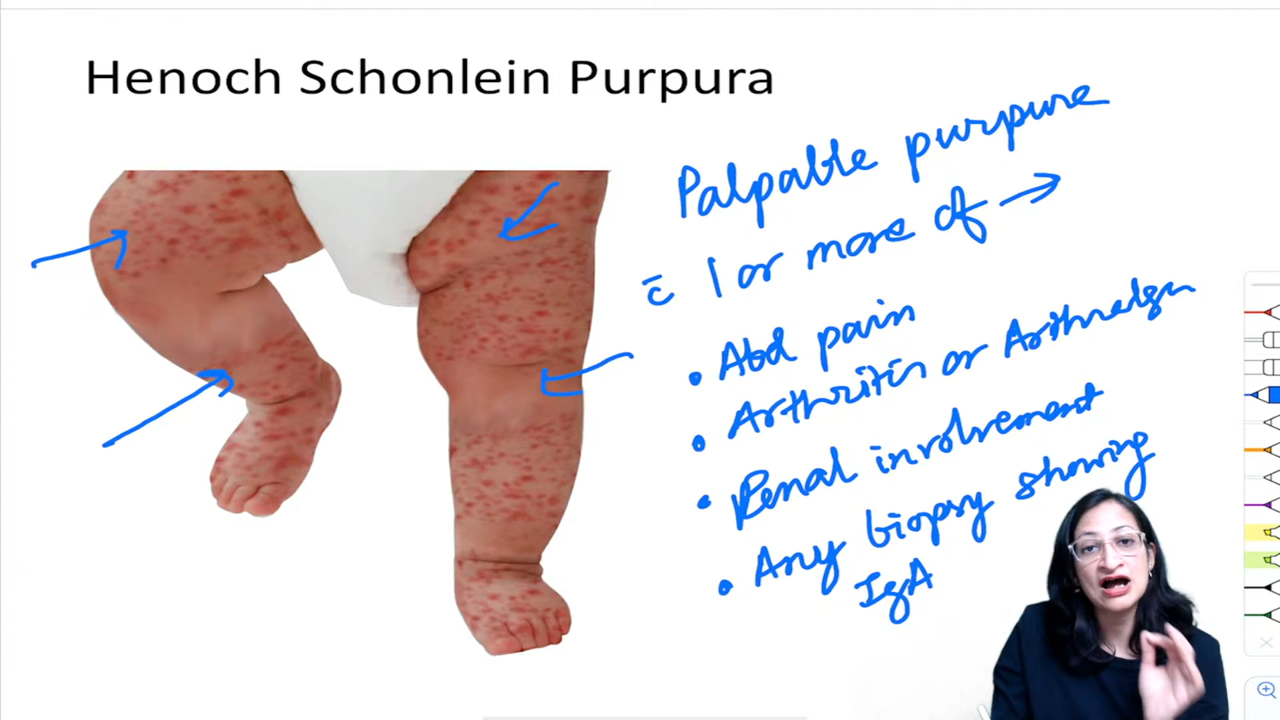 Henoch Schonlein Purpura
Palpable purpura
c̄ 1 or more of →
• Abd pain
• Arthritis or Arthralgia
• Renal involvement
• Any biopsy showing
IgA